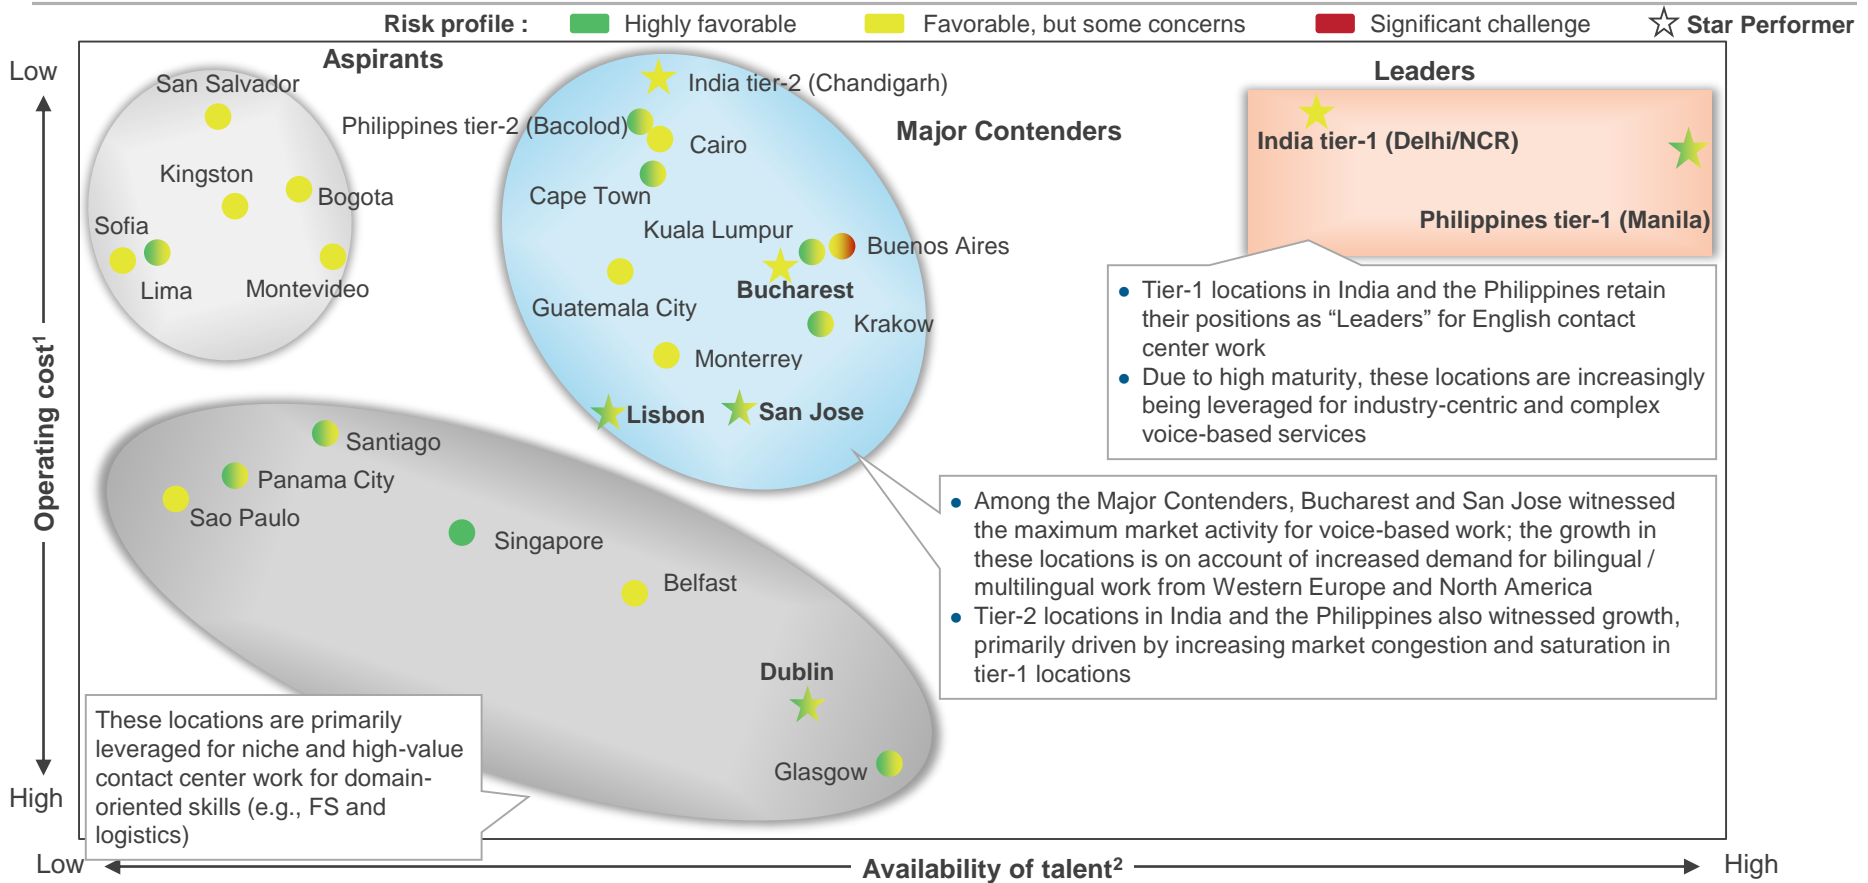 Risk profile :
Highly favorable
Favorable, but some concerns
Significant challenge
Star Performer
Low
Aspirants
Leaders
San Salvador
India tier-2 (Chandigarh)
Philippines tier-2 (Bacolod)
Major Contenders
Cairo
India tier-1 (Delhi/NCR)
Kingston
Bogota
Cape Town
Sofia
Kuala Lumpur
Philippines tier-1 (Manila)
Buenos Aires
Lima
Montevideo
Bucharest
Guatemala City
Krakow
Monterrey
Lisbon
San Jose
• Tier-1 locations in India and the Philippines retain
their positions as “Leaders” for English contact
center work
• Due to high maturity, these locations are increasingly
being leveraged for industry-centric and complex
voice-based services
Operating cost1
Santiago
Panama City
Sao Paulo
Singapore
Belfast
• Among the Major Contenders, Bucharest and San Jose witnessed
the maximum market activity for voice-based work; the growth in
these locations is on account of increased demand for bilingual /
multilingual work from Western Europe and North America
• Tier-2 locations in India and the Philippines also witnessed growth,
primarily driven by increasing market congestion and saturation in
tier-1 locations
Dublin
Glasgow
These locations are primarily
leveraged for niche and high-value
contact center work for domain-
oriented skills (e.g., FS and
logistics)
High
Low
Availability of talent2
High